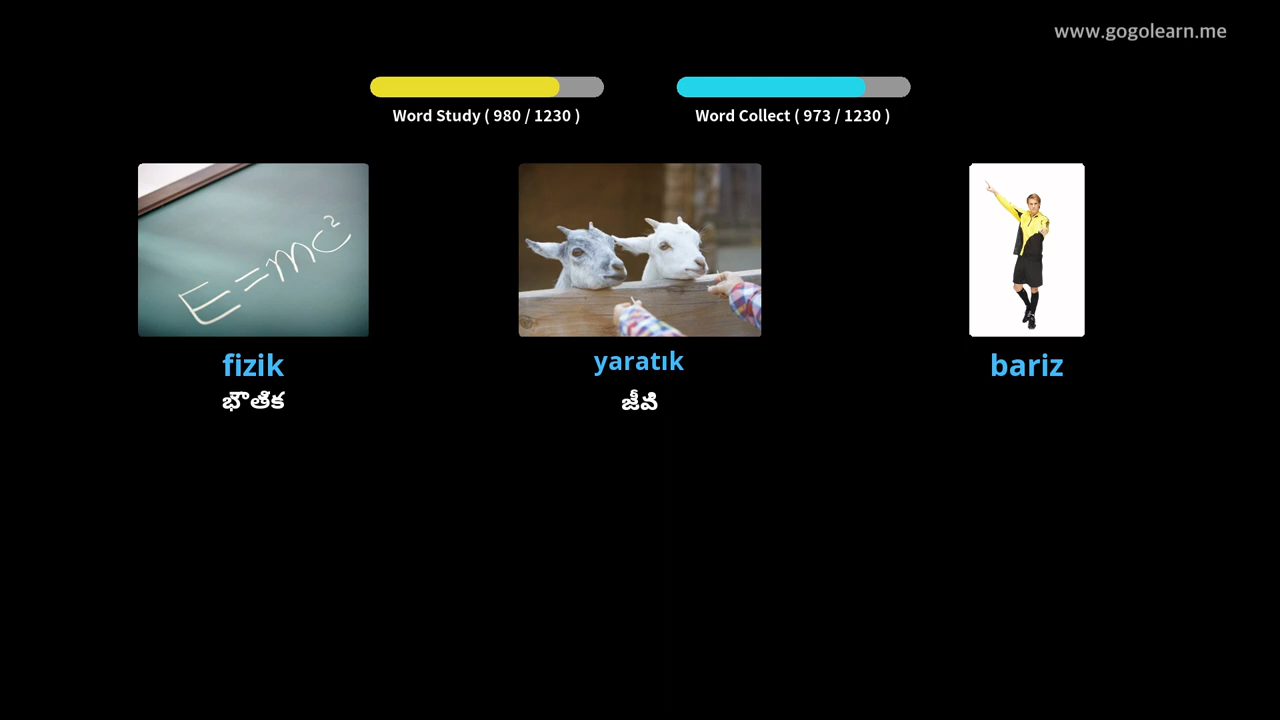 www.gogolearn.me
Word Study ( 980 / 1230 )
Word Collect ( 973 / 1230 )
E=mc²
fizik
yaratık
bariz
భౌతిక
జీవి